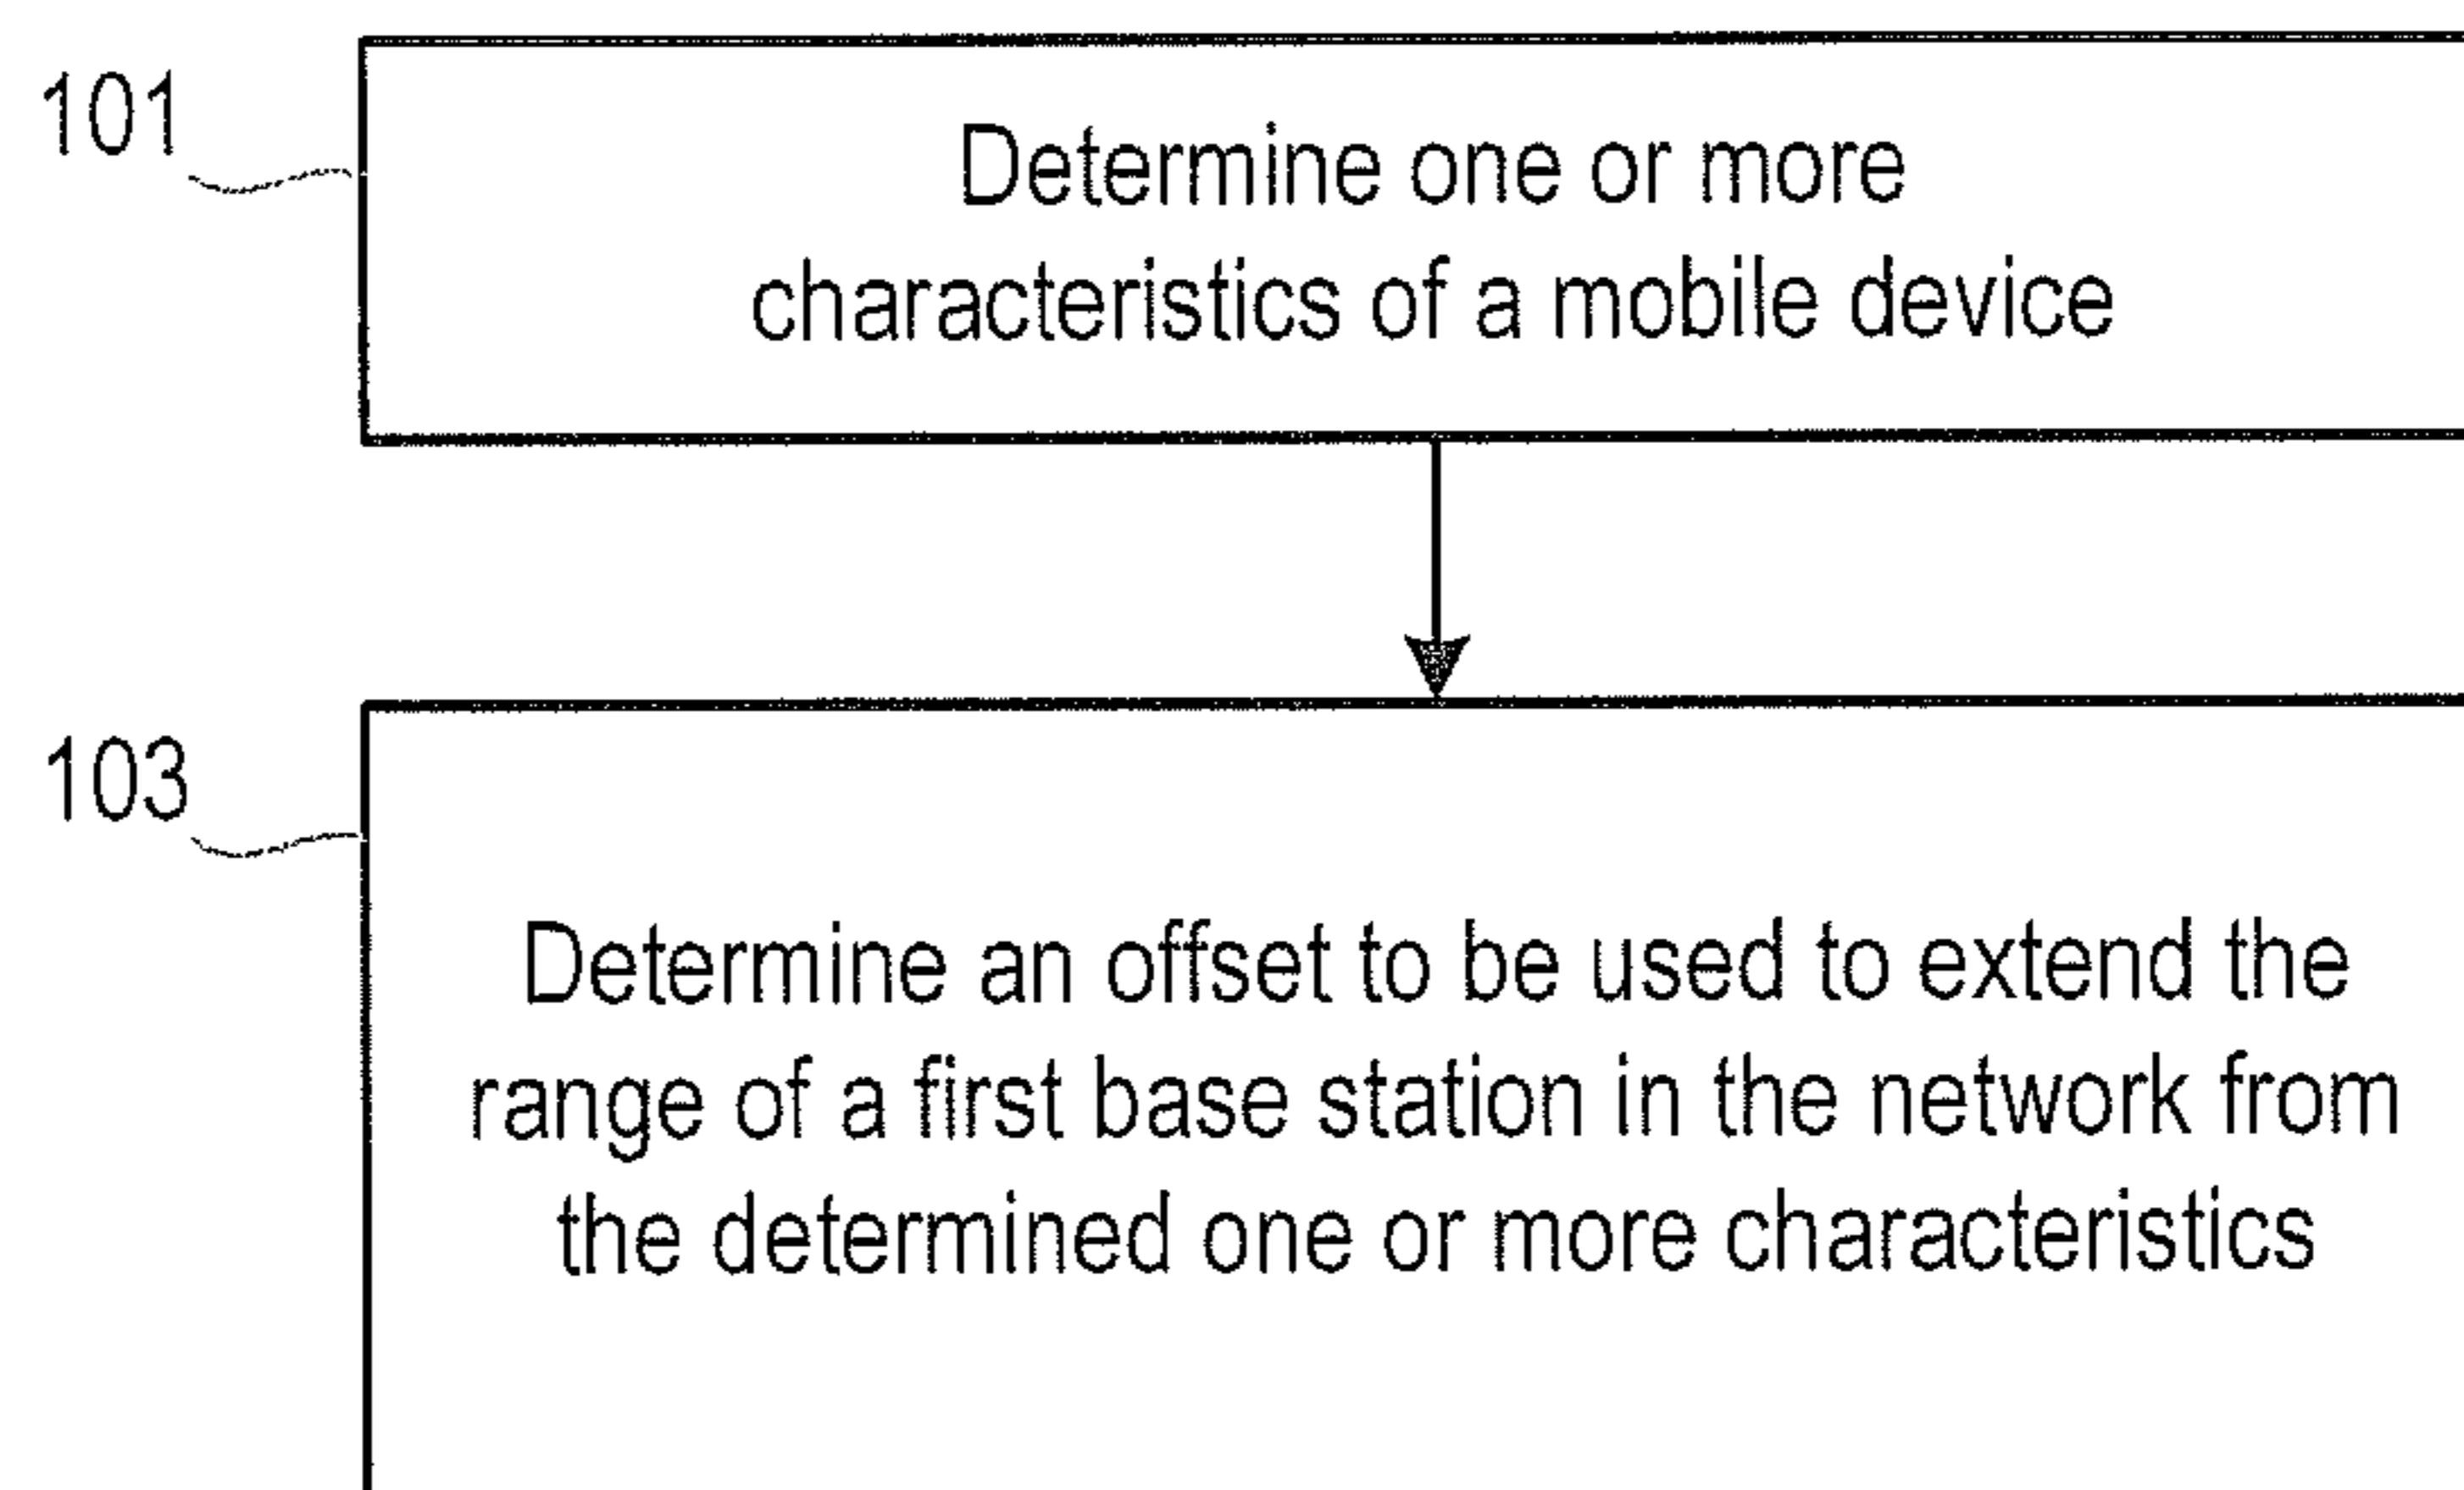 101
Determine one or more
characteristics of a mobile device
103
Determine an offset to be used to extend the
range of a first base station in the network from
the determined one or more characteristics